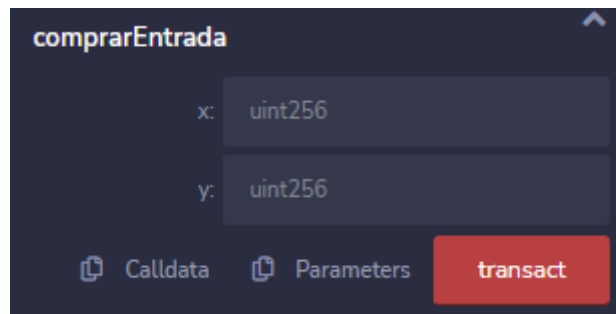 comprarEntrada
x: uint256
y: uint256
Calldata Parameters transact